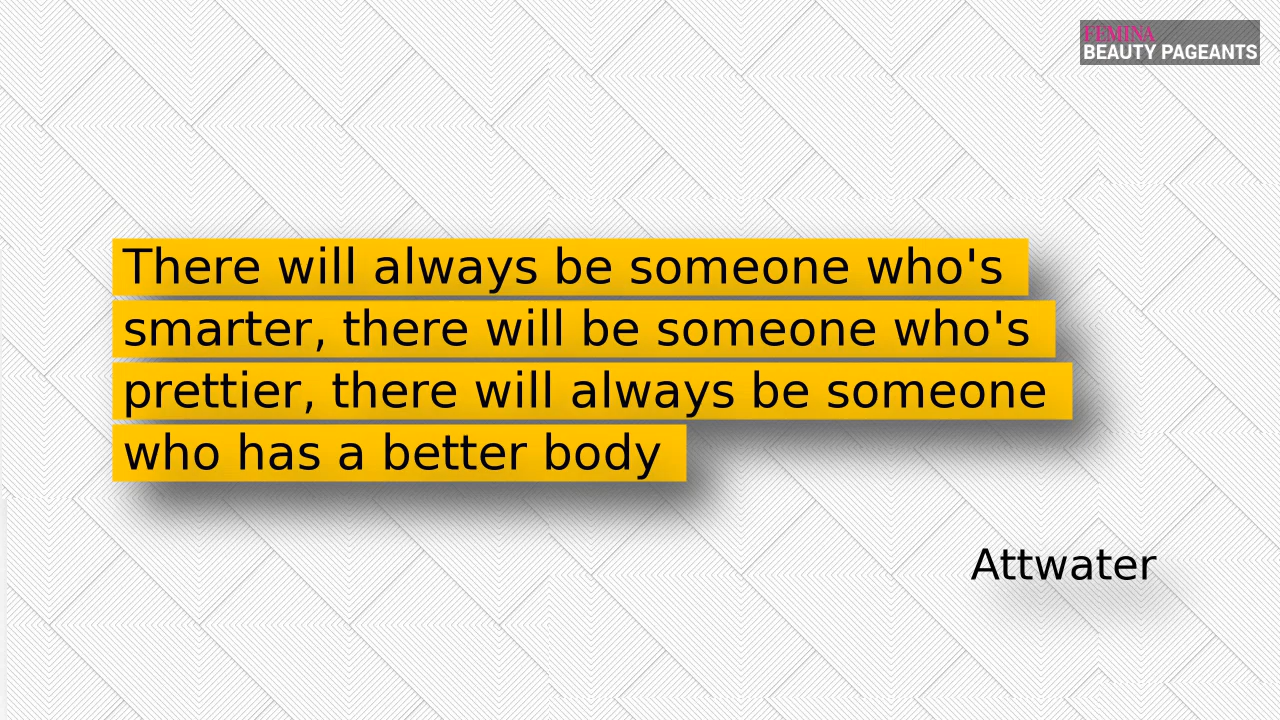 FEMINA
BEAUTY PAGEANTS
There will always be someone who's
smarter, there will be someone who's
prettier, there will always be someone
who has a better body
Attwater